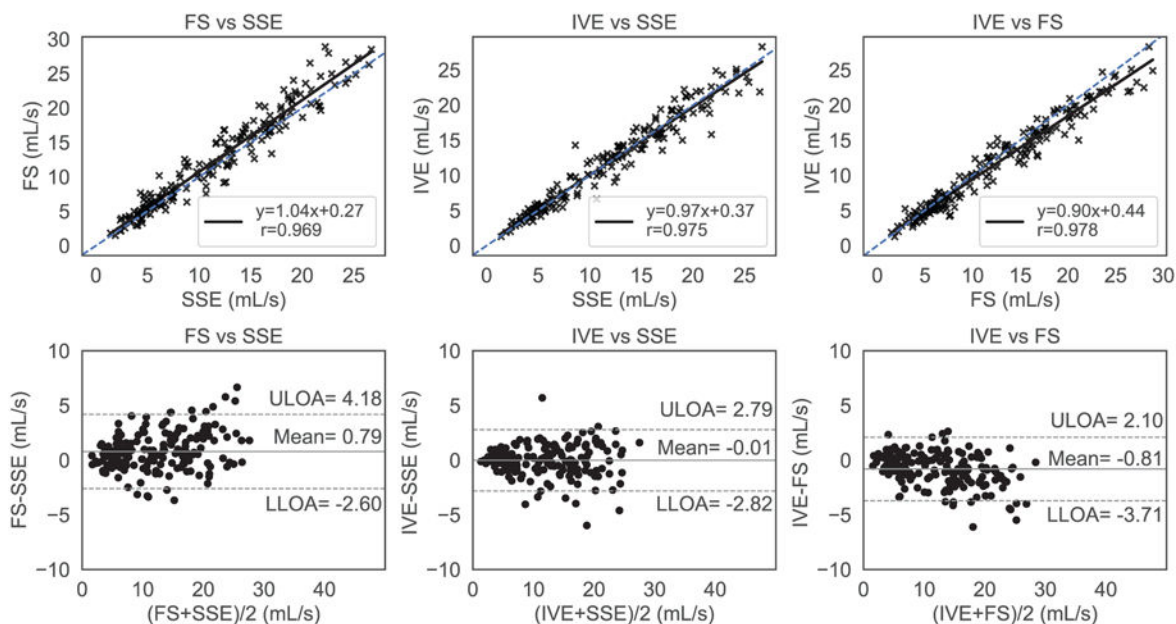 FS vs SSE
IVE vs SSE
IVE vs FS
FS (mL/s)
30
25
20
15
10
5
0
y=1.04x+0.27
r=0.969
0 5 10 15 20 25
SSE (mL/s)
IVE (mL/s)
25
20
15
10
5
0
y=0.97x+0.37
r=0.975
0 5 10 15 20 25
SSE (mL/s)
IVE (mL/s)
25
20
15
10
5
0
y=0.90x+0.44
r=0.978
0 5 10 15 20 25 30
FS (mL/s)
FS vs SSE
IVE vs SSE
IVE vs FS
FS-SSE (mL/s)
10
5
0
−5
−10
ULOA= 4.18
Mean= 0.79
LLOA= -2.60
0 10 20 30 40
(FS+SSE)/2 (mL/s)
IVE-SSE (mL/s)
10
5
0
−5
−10
ULOA= 2.79
Mean= -0.01
LLOA= -2.82
0 10 20 30 40
(IVE+SSE)/2 (mL/s)
IVE-FS (mL/s)
10
5
0
−5
−10
ULOA= 2.10
Mean= -0.81
LLOA= -3.71
0 10 20 30 40
(IVE+FS)/2 (mL/s)